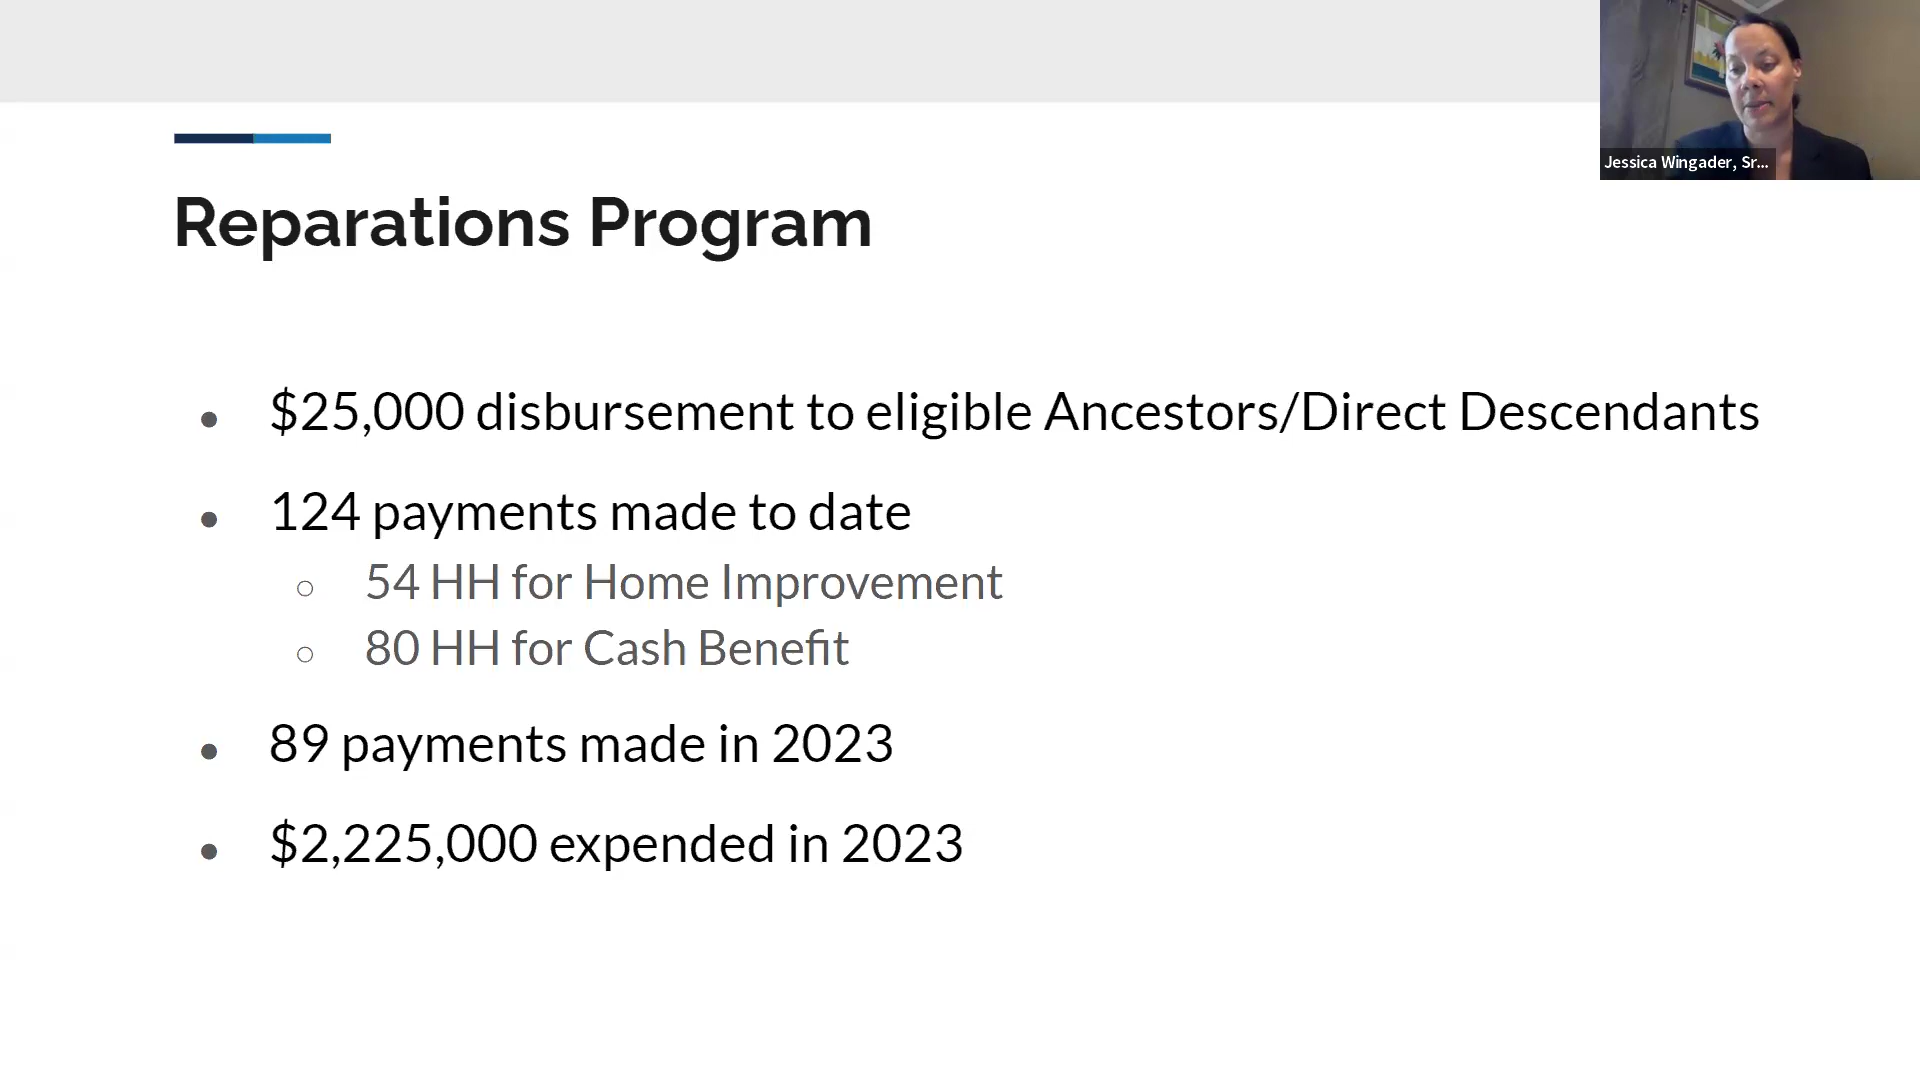 Jessica Wingader, Sr...
Reparations Program
● $25,000 disbursement to eligible Ancestors/Direct Descendants
● 124 payments made to date
○ 54 HH for Home Improvement
○ 80 HH for Cash Benefit
● 89 payments made in 2023
● $2,225,000 expended in 2023